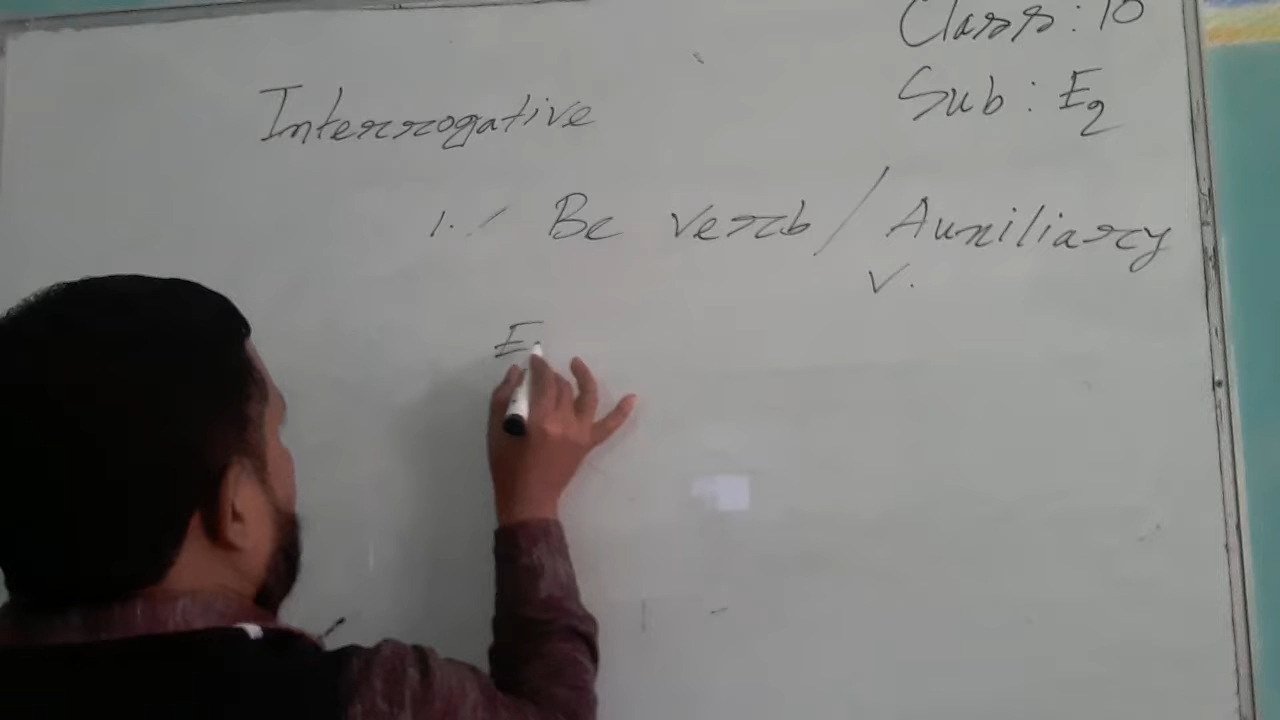 Class: 10
Sub: E2
Interrogative
1. Be verb / Auxiliary
V.
E